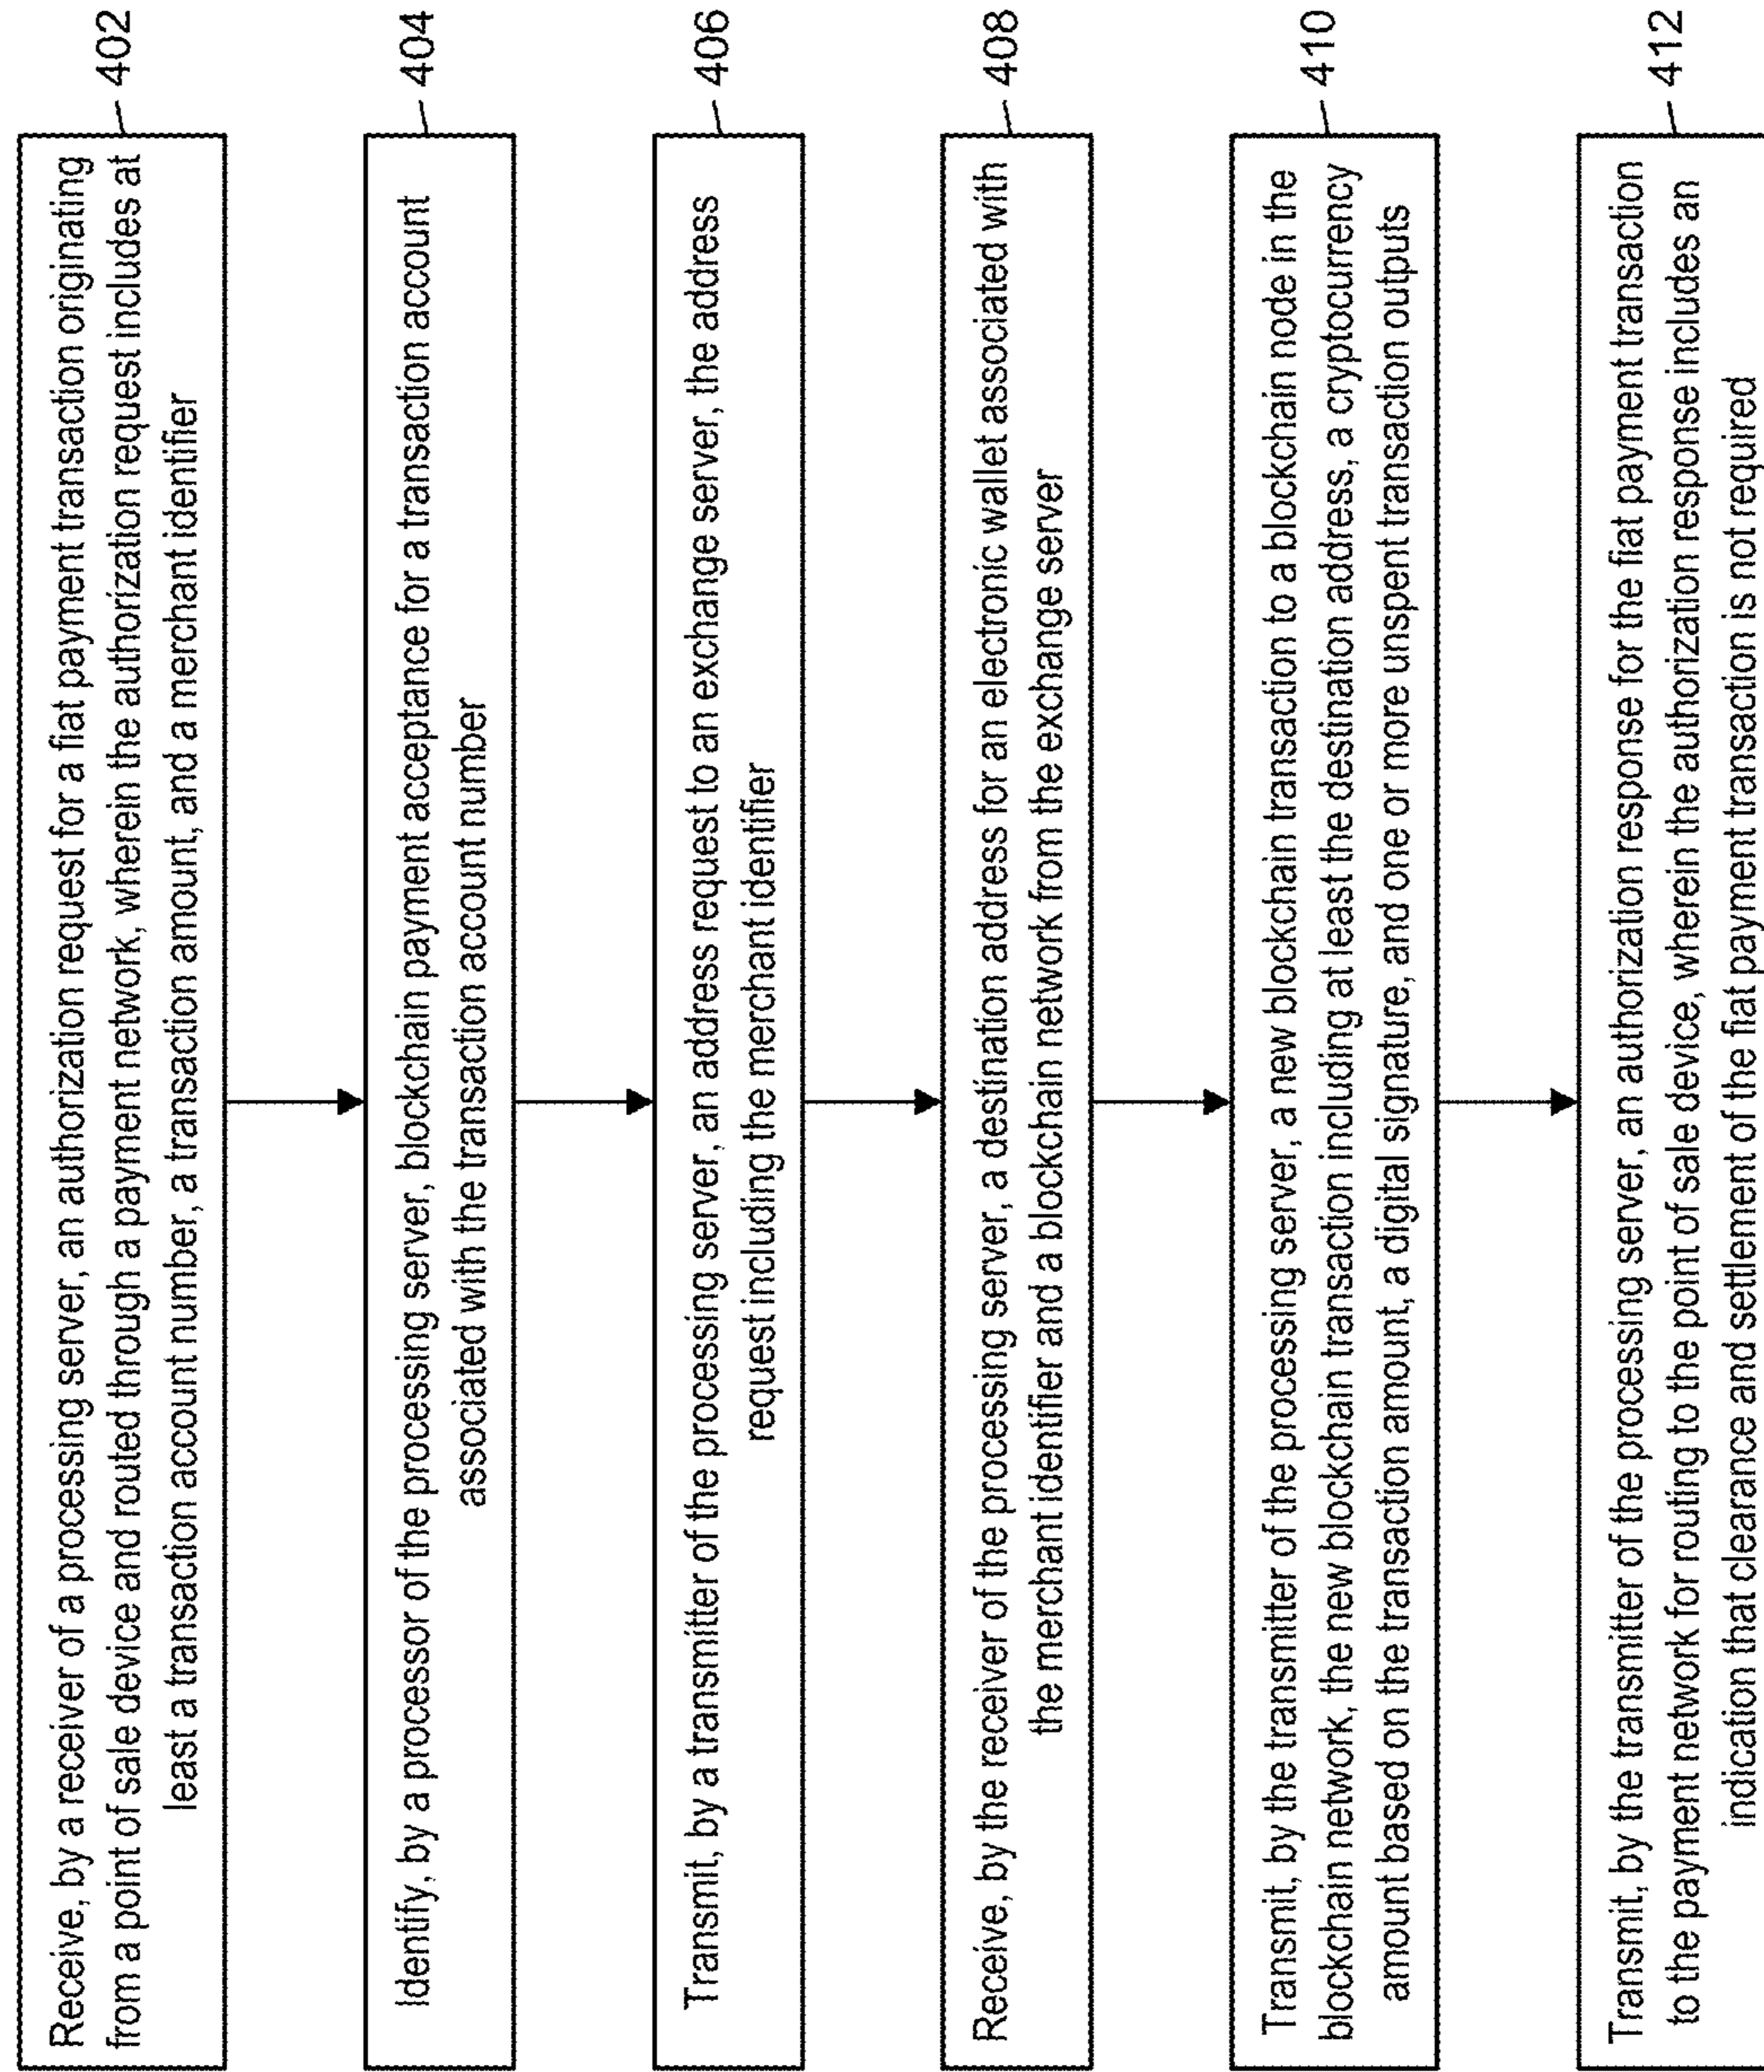 Receive, by a receiver of a processing server, an authorization request for a fiat payment transaction originating
from a point of sale device and routed through a payment network, wherein the authorization request includes at
least a transaction account number, a transaction amount, and a merchant identifier
402
Identify, by a processor of the processing server, blockchain payment acceptance for a transaction account
associated with the transaction account number
404
Transmit, by a transmitter of the processing server, an address request to an exchange server, the address
request including the merchant identifier
406
Receive, by the receiver of the processing server, a destination address for an electronic wallet associated with
the merchant identifier and a blockchain network from the exchange server
408
Transmit, by the transmitter of the processing server, a new blockchain transaction to a blockchain node in the
blockchain network, the new blockchain transaction including at least the destination address, a cryptocurrency
amount based on the transaction amount, a digital signature, and one or more unspent transaction outputs
410
Transmit, by the transmitter of the processing server, an authorization response for the fiat payment transaction
to the payment network for routing to the point of sale device, wherein the authorization response includes an
indication that clearance and settlement of the fiat payment transaction is not required
412